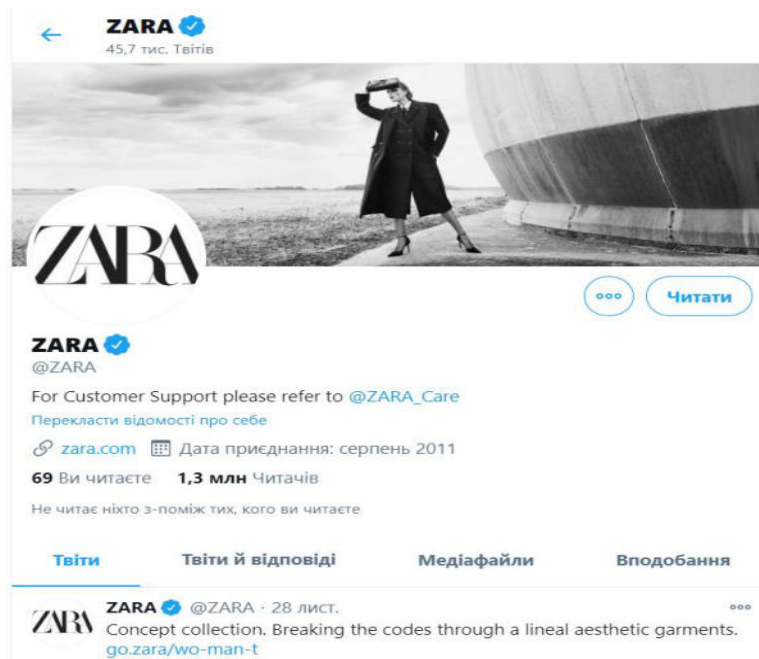 ZARA
45,7 тис. Твітів
ZARA
Читати
ZARA
@ZARA
For Customer Support please refer to @ZARA_Care
Перекласти відомості про себе
zara.com Дата приєднання: серпень 2011
69 Ви читаєте 1,3 млн Читачів
Не читає ніхто з-поміж тих, кого ви читаєте
Твіти Твіти й відповіді Медіафайли Вподобання
ZARA
ZARA @ZARA · 28 лист.
Concept collection. Breaking the codes through a lineal aesthetic garments.
go.zara/wo-man-t